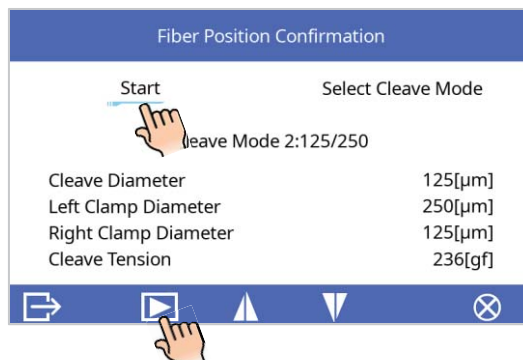 Fiber Position Confirmation
Start Select Cleave Mode
Mode 2:125/250
Cleave Diameter 125[µm]
Left Clamp Diameter 250[µm]
Right Clamp Diameter 125[µm]
Cleave Tension 236[gf]